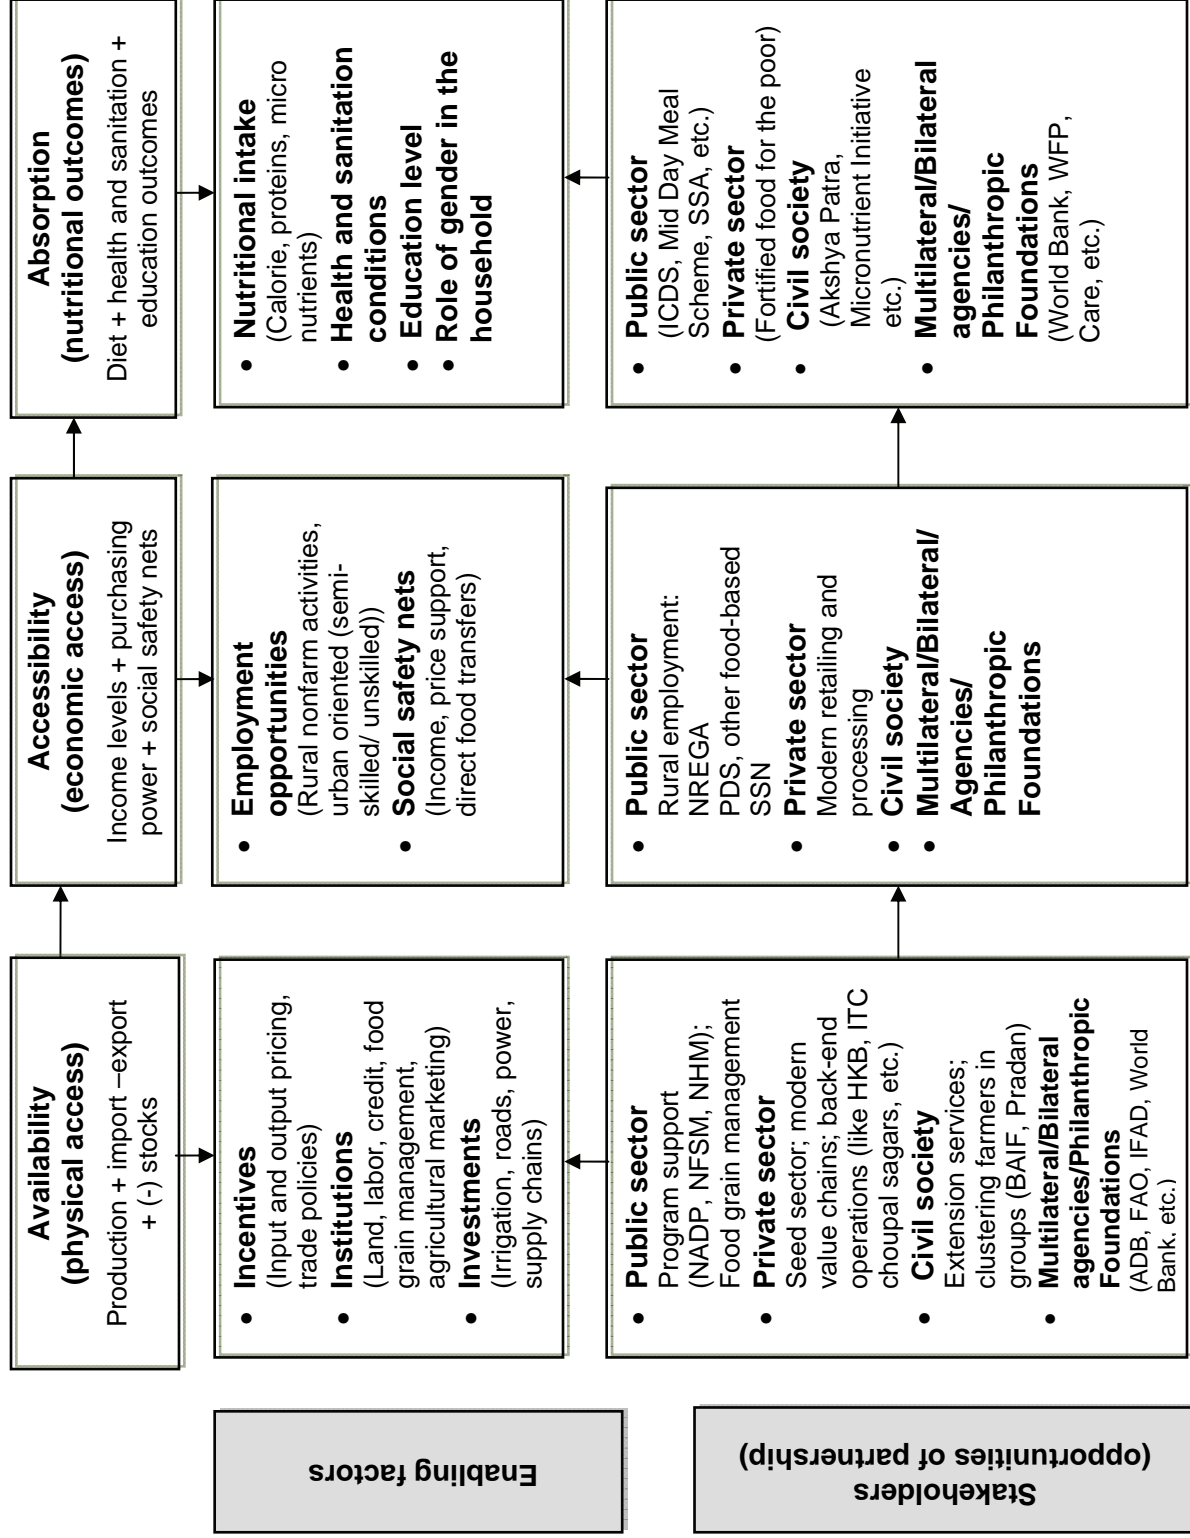 Availability
(physical access)
Production + import –export
+ (-) stocks
Accessibility
(economic access)
Income levels + purchasing
power + social safety nets
Absorption
(nutritional outcomes)
Diet + health and sanitation +
education outcomes
Enabling factors
• Incentives
(Input and output pricing,
trade policies)
• Institutions
(Land, labor, credit, food
grain management,
agricultural marketing)
• Investments
(Irrigation, roads, power,
supply chains)
• Employment
opportunities
(Rural nonfarm activities,
urban oriented (semi-
skilled/ unskilled))
• Social safety nets
(Income, price support,
direct food transfers)
• Nutritional intake
(Calorie, proteins, micro
nutrients)
• Health and sanitation
conditions
• Education level
• Role of gender in the
household
Stakeholders
(opportunities of partnership)
• Public sector
Program support
(NADP, NFSM, NHM);
Food grain management
• Private sector
Seed sector; modern
value chains; back-end
operations (like HKB, ITC
choupal sagars, etc.)
• Civil society
Extension services;
clustering farmers in
groups (BAIF, Pradan)
• Multilateral/Bilateral
agencies/Philanthropic
Foundations
(ADB, FAO, IFAD, World
Bank, etc.)
• Public sector
Rural employment:
NREGA
PDS, other food-based
SSN
• Private sector
Modern retailing and
processing
• Civil society
• Multilateral/Bilateral/
Agencies/
Philanthropic
Foundations
• Public sector
(ICDS, Mid Day Meal
Scheme, SSA, etc.)
• Private sector
(Fortified food for the poor)
• Civil society
(Akshya Patra,
Micronutrient Initiative
etc.)
• Multilateral/Bilateral
agencies/
Philanthropic
Foundations
(World Bank, WFP,
Care, etc.)